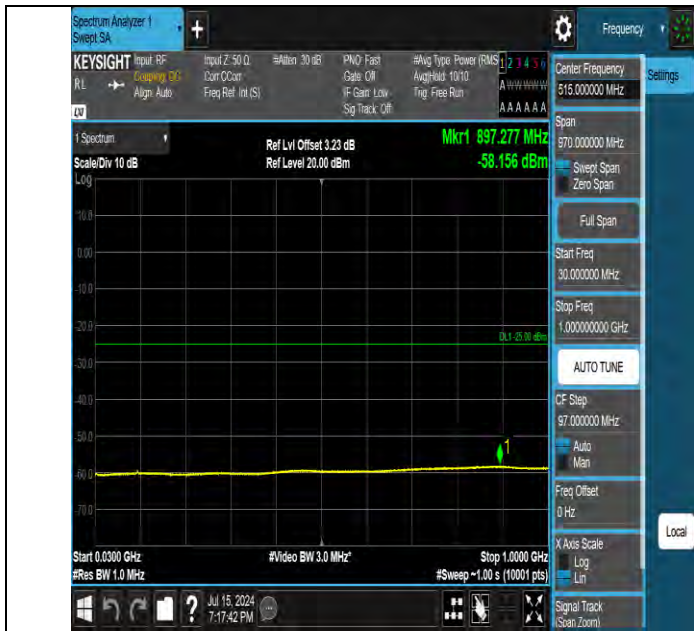 Spectrum Analyzer 1
Swept SA
+
Frequency
KEYSIGHT
RL
LXI
Input: RF
Coupling: DC
Align: Auto
Input Z: 50 Ω
Corr CCorr
Freq Ref: Int (S)
#Atten: 30 dB
PNO: Fast
Gate: Off
IF Gain: Low
Sig Track: Off
#Avg Type: Power (RMS
Avg|Hold: 10/10
Trig: Free Run
1 2 3 4 5 6
A W W W W W
A A A A A A
Settings
Center Frequency
515.000000 MHz
Span
970.000000 MHz
Swept Span
Zero Span
Full Span
Start Freq
30.000000 MHz
Stop Freq
1.000000000 GHz
AUTO TUNE
CF Step
97.000000 MHz
Auto
Man
Freq Offset
0 Hz
X Axis Scale
Log
Lin
Signal Track
(Span Zoom)
Local
1 Spectrum
Scale/Div 10 dB
Log
Ref Lvl Offset 3.23 dB
Ref Level 20.00 dBm
Mkr1 897.277 MHz
-58.156 dBm
10.0
0.00
-10.0
-20.0
DL1 -25.00 dBm
-30.0
-40.0
-50.0
1
-60.0
-70.0
Start 0.0300 GHz
#Video BW 3.0 MHz*
Stop 1.0000 GHz
#Res BW 1.0 MHz
#Sweep ~1.00 s (10001 pts)
?
Jul 15, 2024
7:17:42 PM